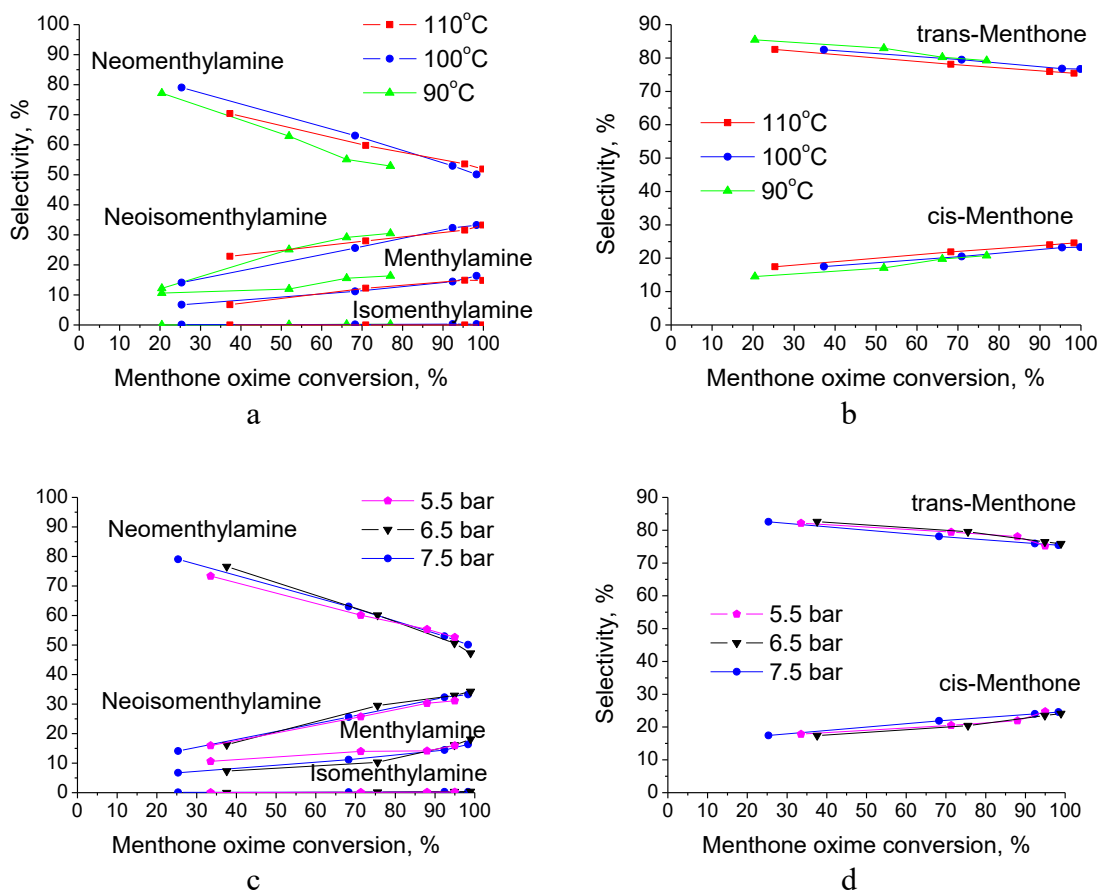 100
90
80
70
60
50
40
30
20
10
0
Selectivity, %
110°C
100°C
90°C
Neomenthylamine
Neoisomenthylamine
Menthylamine
Isomenthylamine
0 10 20 30 40 50 60 70 80 90 100
Menthone oxime conversion, %
a
90
80
70
60
50
40
30
20
10
0
Selectivity, %
trans-Menthone
110°C
100°C
90°C
cis-Menthone
0 10 20 30 40 50 60 70 80 90 100
Menthone oxime conversion, %
b
100
90
80
70
60
50
40
30
20
10
0
Selectivity, %
5.5 bar
6.5 bar
7.5 bar
Neomenthylamine
Neoisomenthylamine
Menthylamine
Isomenthylamine
0 10 20 30 40 50 60 70 80 90 100
Menthone oxime conversion, %
c
90
80
70
60
50
40
30
20
10
0
Selectivity, %
trans-Menthone
5.5 bar
6.5 bar
7.5 bar
cis-Menthone
0 10 20 30 40 50 60 70 80 90 100
Menthone oxime conversion, %
d